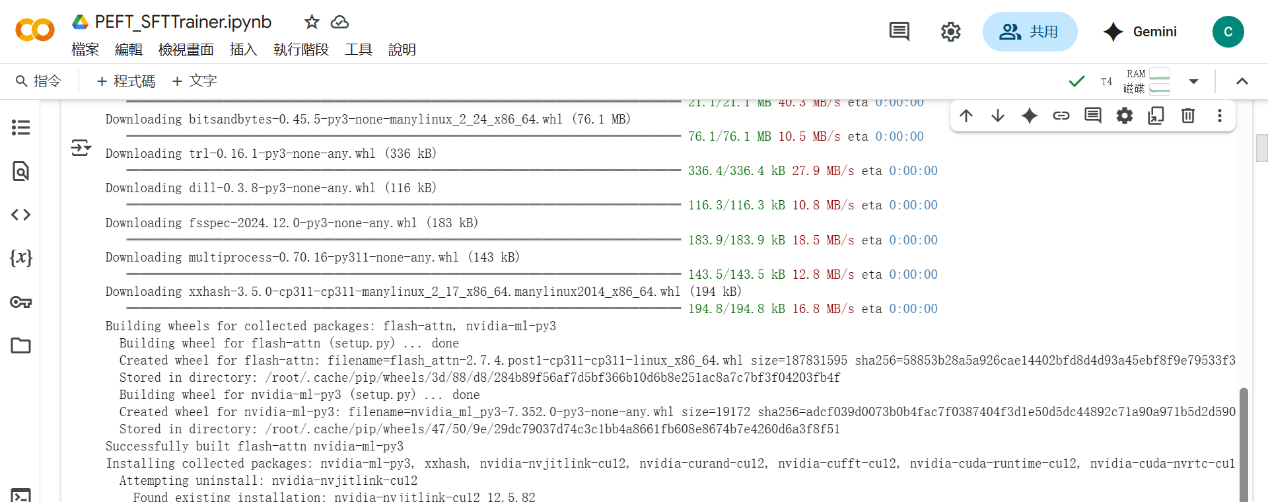 PEFT_SFTTrainer.ipynb
檔案 編輯 檢視畫面 插入 執行階段 工具 說明
共用
Gemini
C
指令 + 程式碼 + 文字
T4
RAM
磁碟
21.1/21.1 MB 40.3 MB/s eta 0:00:00
Downloading bitsandbytes-0.45.5-py3-none-manylinux_2_24_x86_64.whl (76.1 MB)
76.1/76.1 MB 10.5 MB/s eta 0:00:00
Downloading trl-0.16.1-py3-none-any.whl (336 kB)
336.4/336.4 kB 27.9 MB/s eta 0:00:00
Downloading dill-0.3.8-py3-none-any.whl (116 kB)
116.3/116.3 kB 10.8 MB/s eta 0:00:00
Downloading fsspec-2024.12.0-py3-none-any.whl (183 kB)
183.9/183.9 kB 18.5 MB/s eta 0:00:00
Downloading multiprocess-0.70.16-py311-none-any.whl (143 kB)
143.5/143.5 kB 12.8 MB/s eta 0:00:00
Downloading xxhash-3.5.0-cp311-cp311-manylinux_2_17_x86_64.manylinux2014_x86_64.whl (194 kB)
194.8/194.8 kB 16.8 MB/s eta 0:00:00
Building wheels for collected packages: flash-attn, nvidia-ml-py3
Building wheel for flash-attn (setup.py) ... done
Created wheel for flash-attn: filename=flash_attn-2.7.4.post1-cp311-cp311-linux_x86_64.whl size=187831595 sha256=58853b28a5a926cae14402bfd8d4d93a45ebf8f9e79533f3
Stored in directory: /root/.cache/pip/wheels/3d/88/d8/284b89f56af7d5bf366b10d6b8e251ac8a7c7bf3f04203fb4f
Building wheel for nvidia-ml-py3 (setup.py) ... done
Created wheel for nvidia-ml-py3: filename=nvidia_ml_py3-7.352.0-py3-none-any.whl size=19172 sha256=adcf039d0073b0b4fac7f0387404f3d1e50d5dc44892c71a90a971b5d2d590
Stored in directory: /root/.cache/pip/wheels/47/50/9e/29dc79037d74c3c1bb4a8661fb608e8674b7e4260d6a3f8f51
Successfully built flash-attn nvidia-ml-py3
Installing collected packages: nvidia-ml-py3, xxhash, nvidia-nvjitlink-cu12, nvidia-curand-cu12, nvidia-cufft-cu12, nvidia-cuda-runtime-cu12, nvidia-cuda-nvrtc-cu1
Attempting uninstall: nvidia-nvjitlink-cu12
Found existing installation: nvidia-nvjitlink-cu12 12.5.82